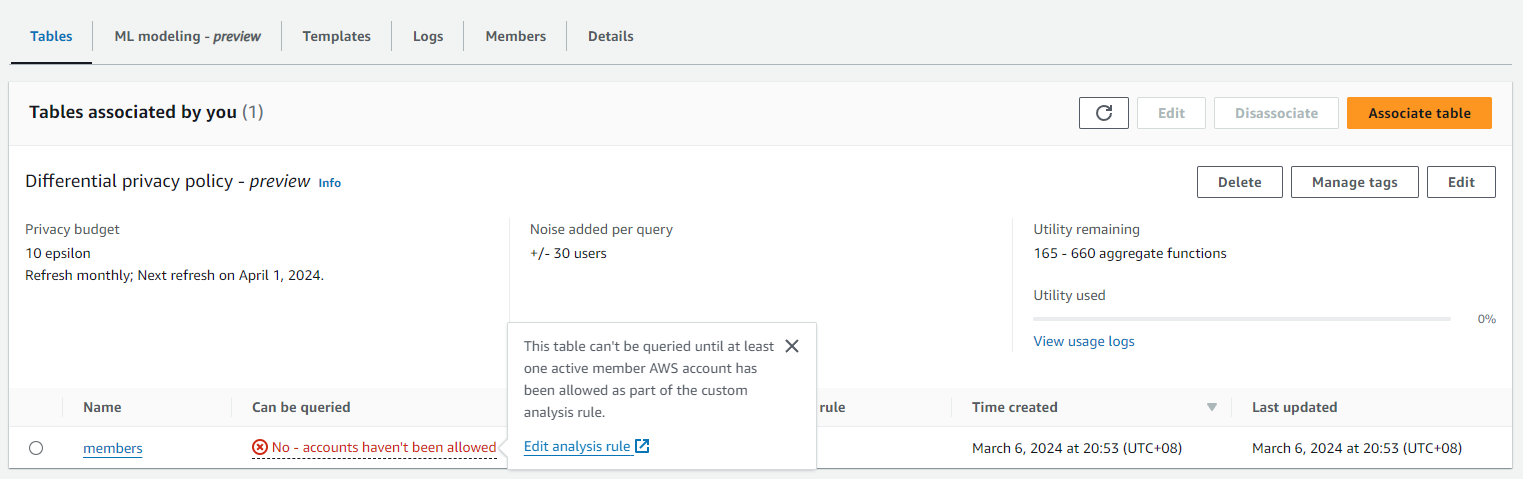 Tables
ML modeling - preview
Templates
Logs
Members
Details
Tables associated by you (1)
Edit
Disassociate
Associate table
Differential privacy policy - preview Info
Delete
Manage tags
Edit
Privacy budget
10 epsilon
Refresh monthly; Next refresh on April 1, 2024.
Noise added per query
+/- 30 users
Utility remaining
165 - 660 aggregate functions
Utility used
0%
View usage logs
This table can't be queried until at least
one active member AWS account has
been allowed as part of the custom
analysis rule.
Edit analysis rule
Name
Can be queried
rule
Time created
Last updated
members
No - accounts haven't been allowed
March 6, 2024 at 20:53 (UTC+08)
March 6, 2024 at 20:53 (UTC+08)